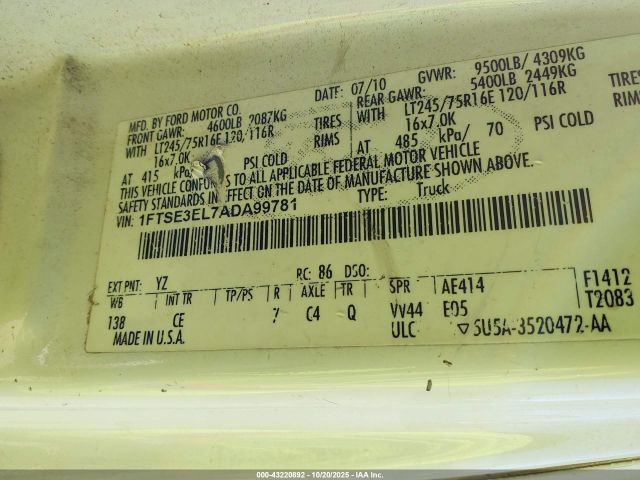 MFD. BY FORD MOTOR CO. DATE: 07/10 GVWR: 9500LB/ 4309KG
FRONT GAWR: 4600LB 2087KG REAR GAWR: 5400LB 2449KG
LT245/75R16E 120/116R TIRES LT245/75R16E 120/116R TIRES
16x7.0K RIMS 16x7.0K RIMS
AT 415 kPa/ PSI COLD AT 485 kPa/ 70 PSI COLD
THIS VEHICLE CONFORMS TO ALL APPLICABLE FEDERAL MOTOR VEHICLE
SAFETY STANDARDS IN EFFECT ON THE DATE OF MANUFACTURE SHOWN ABOVE.
VIN: 1FTSE3EL7ADA99781 TYPE: Truck
EXT PNT: YZ RC: 86 DSO:
WB INT TR TP/PS R AXLE TR SPR AE414 F1412
138 CE 7 C4 Q VV44 E05 T2083
MADE IN U.S.A. ULC ▽5U5A-3520472-AA
000-43220892 - 10/20/2025 - IAA Inc.